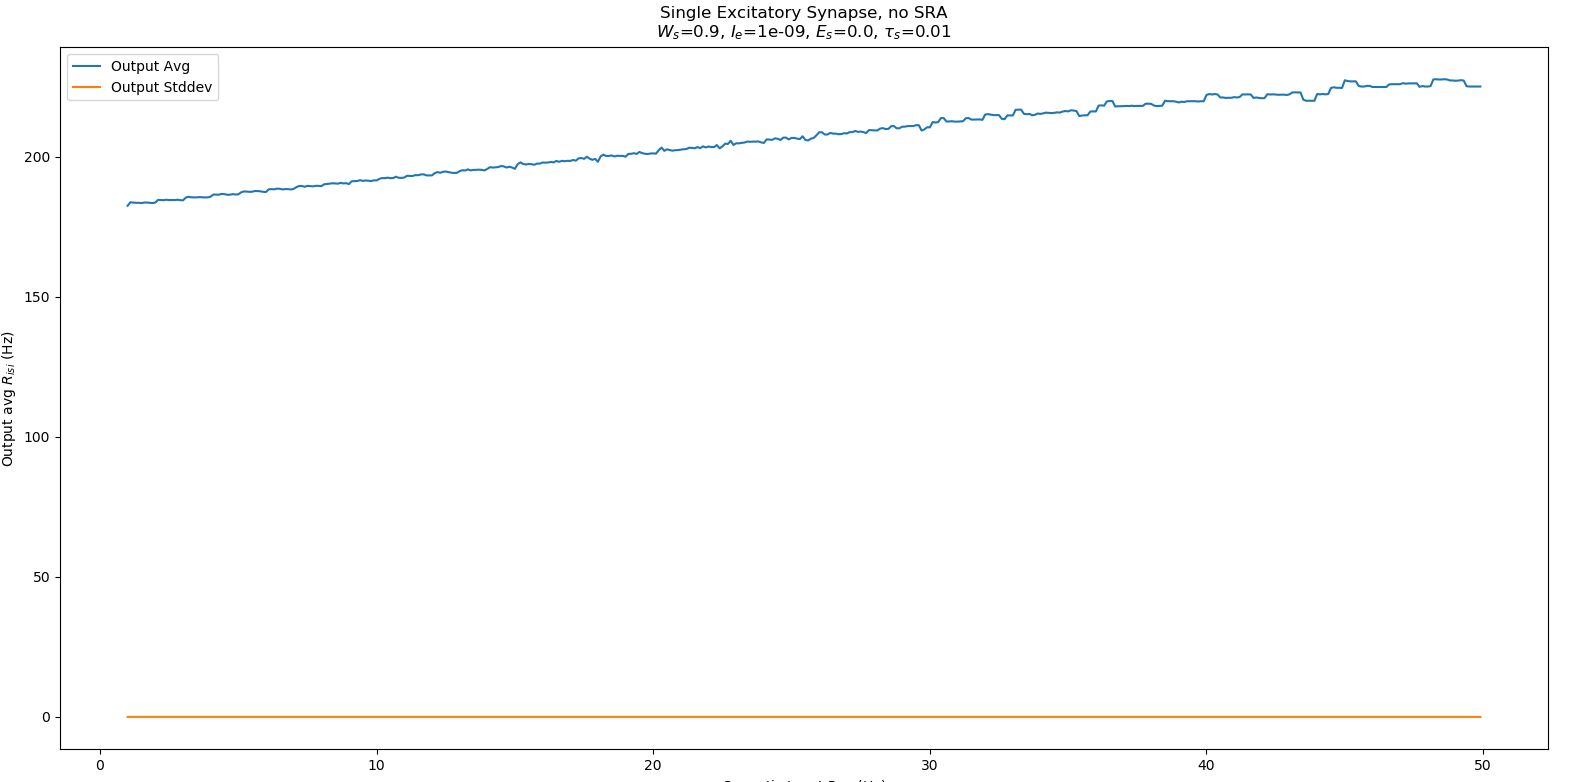 Single Excitatory Synapse, no SRA
Wₛ=0.9, Iₑ=1e-09, Eₛ=0.0, τₛ=0.01
Output Avg
Output Stddev
Output avg Rᵢₛᵢ (Hz)
200
150
100
50
0
0 10 20 30 40 50